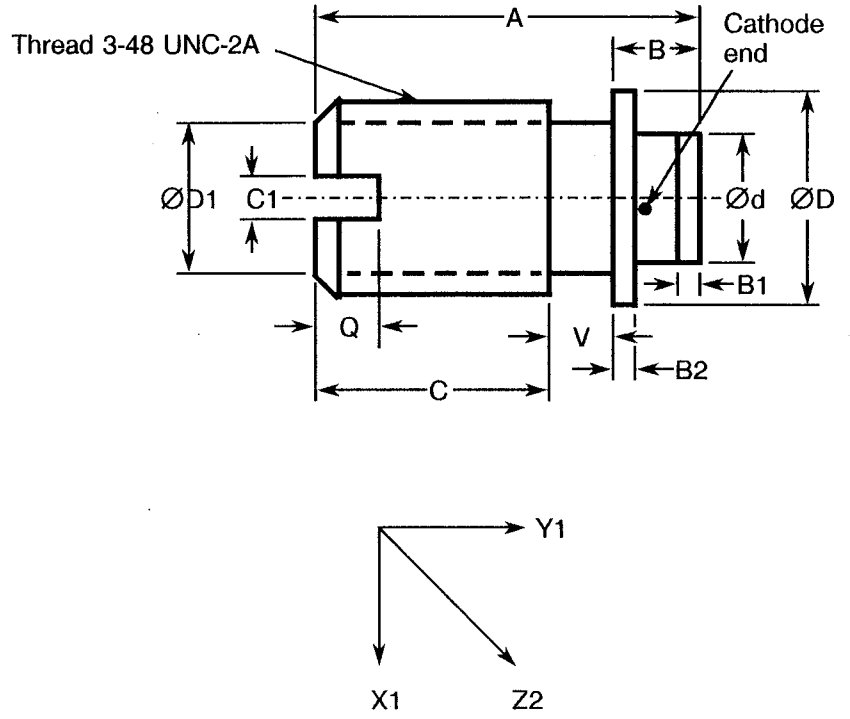 A
Cathode
end
Thread 3-48 UNC-2A
B
ØD1
C1
Ød
ØD
B1
Q
V
B2
C
Y1
X1
Z2